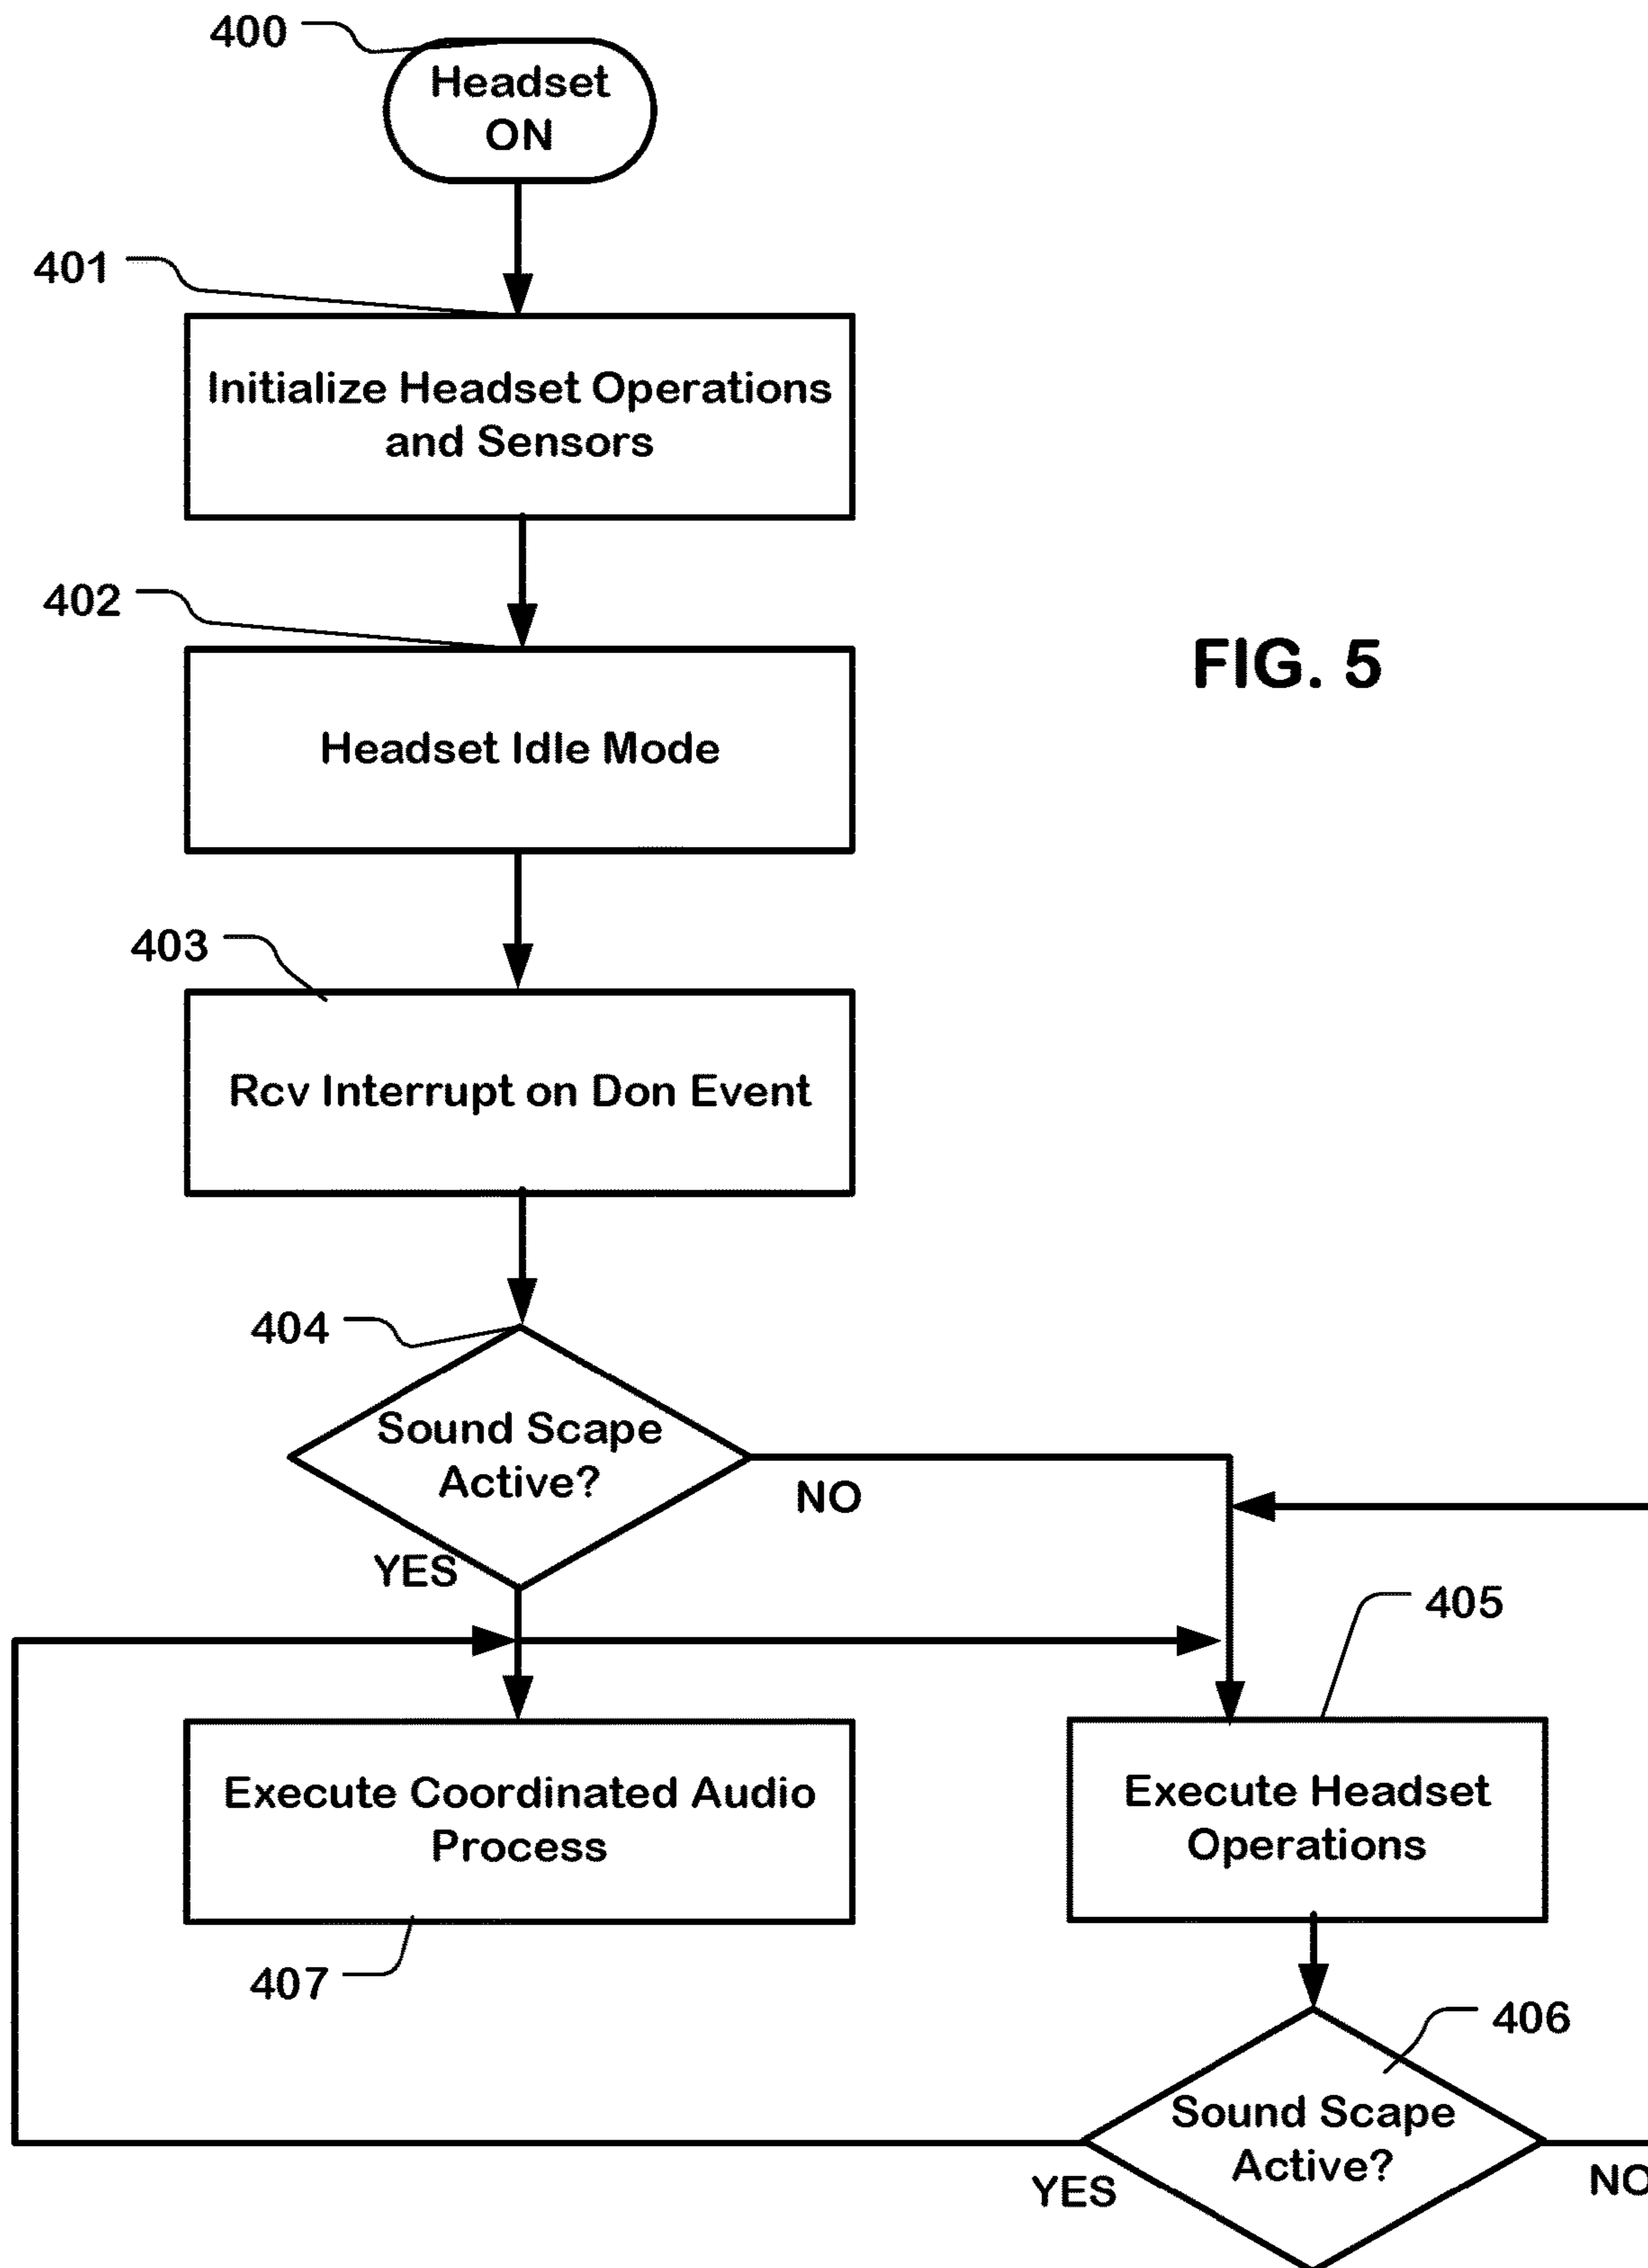 400
Headset
ON
401
Initialize Headset Operations
and Sensors
402
Headset Idle Mode
FIG. 5
403
Rcv Interrupt on Don Event
404
Sound Scape
Active?
NO
YES
405
Execute Coordinated Audio
Process
Execute Headset
Operations
407
406
Sound Scape
Active?
YES
NO